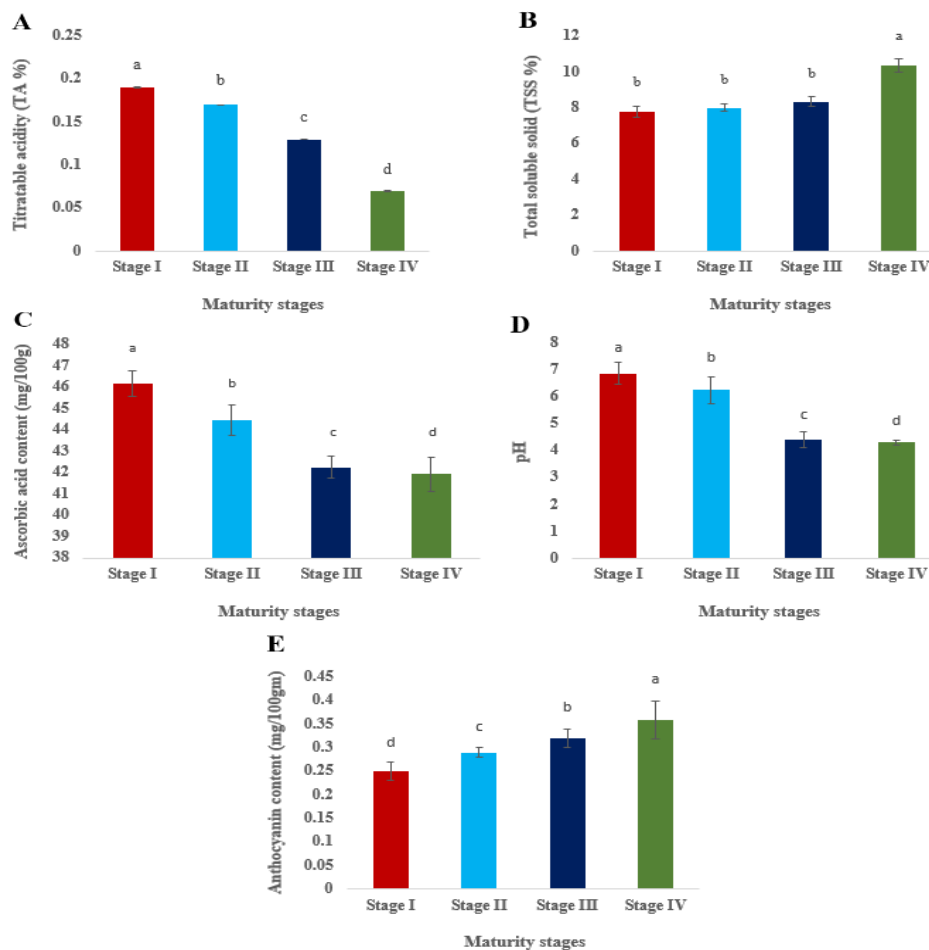 A
Titratable acidity (TA %)
0.25
0.2
0.15
0.1
0.05
0
a
b
c
d
Stage I Stage II Stage III Stage IV
Maturity stages
B
Total soluble solid (TSS %)
12
10
8
6
4
2
0
b
b
b
a
Stage I Stage II Stage III Stage IV
Maturity stages
C
Ascorbic acid content (mg/100g)
48
47
46
45
44
43
42
41
40
39
38
a
b
c
d
Stage I Stage II Stage III Stage IV
Maturity stages
D
pH
8
7
6
5
4
3
2
1
0
a
b
c
d
Stage I Stage II Stage III Stage IV
Maturity stages
E
Anthocyanin content (mg/100gm)
0.45
0.4
0.35
0.3
0.25
0.2
0.15
0.1
0.05
0
d
c
b
a
Stage I Stage II Stage III Stage IV
Maturity stages